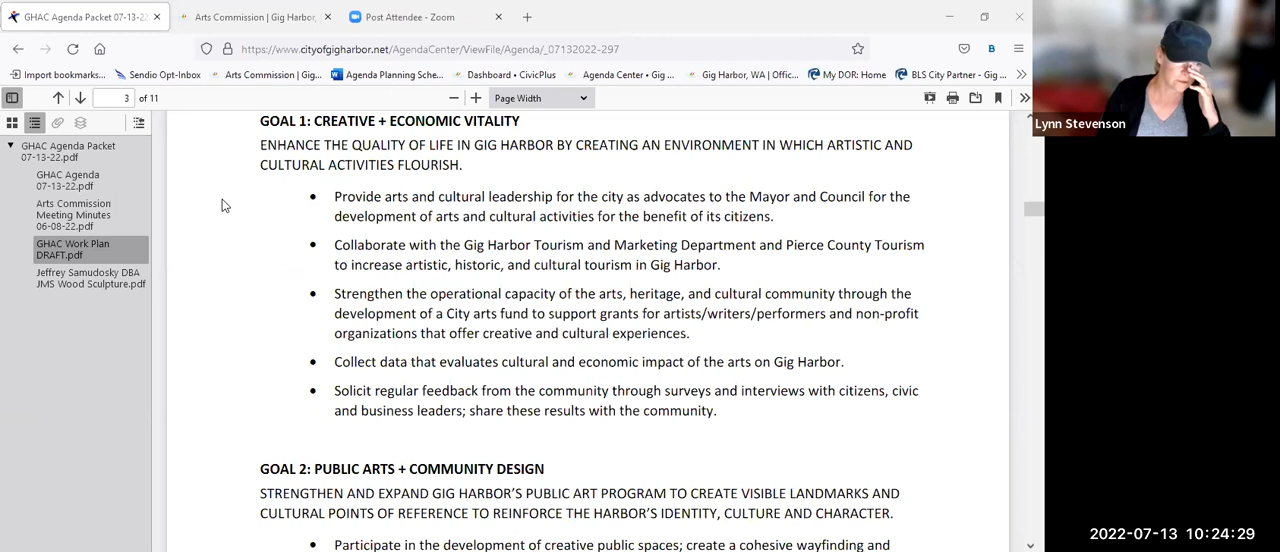 GHAC Agenda Packet 07-13-22.
Arts Commission | Gig Harbor,
Post Attendee - Zoom
https://www.cityofgigharbor.net/AgendaCenter/ViewFile/Agenda/_07132022-297
Import bookmarks...
Sendio Opt-Inbox
Arts Commission | Gig...
Agenda Planning Sche...
Dashboard • CivicPlus
Agenda Center • Gig ...
Gig Harbor, WA | Offic...
My DOR: Home
BLS City Partner - Gig ...
3 of 11
Page Width
GHAC Agenda Packet
07-13-22.pdf
GHAC Agenda
07-13-22.pdf
Arts Commission
Meeting Minutes
06-08-22.pdf
GHAC Work Plan
DRAFT.pdf
Jeffrey Samudosky DBA
JMS Wood Sculpture.pdf
GOAL 1: CREATIVE + ECONOMIC VITALITY
ENHANCE THE QUALITY OF LIFE IN GIG HARBOR BY CREATING AN ENVIRONMENT IN WHICH ARTISTIC AND
CULTURAL ACTIVITIES FLOURISH.
• Provide arts and cultural leadership for the city as advocates to the Mayor and Council for the
development of arts and cultural activities for the benefit of its citizens.
• Collaborate with the Gig Harbor Tourism and Marketing Department and Pierce County Tourism
to increase artistic, historic, and cultural tourism in Gig Harbor.
• Strengthen the operational capacity of the arts, heritage, and cultural community through the
development of a City arts fund to support grants for artists/writers/performers and non-profit
organizations that offer creative and cultural experiences.
• Collect data that evaluates cultural and economic impact of the arts on Gig Harbor.
• Solicit regular feedback from the community through surveys and interviews with citizens, civic
and business leaders; share these results with the community.
GOAL 2: PUBLIC ARTS + COMMUNITY DESIGN
STRENGTHEN AND EXPAND GIG HARBOR'S PUBLIC ART PROGRAM TO CREATE VISIBLE LANDMARKS AND
CULTURAL POINTS OF REFERENCE TO REINFORCE THE HARBOR'S IDENTITY, CULTURE AND CHARACTER.
• Participate in the development of creative public spaces; create a cohesive wayfinding and
Lynn Stevenson
2022-07-13 10:24:29